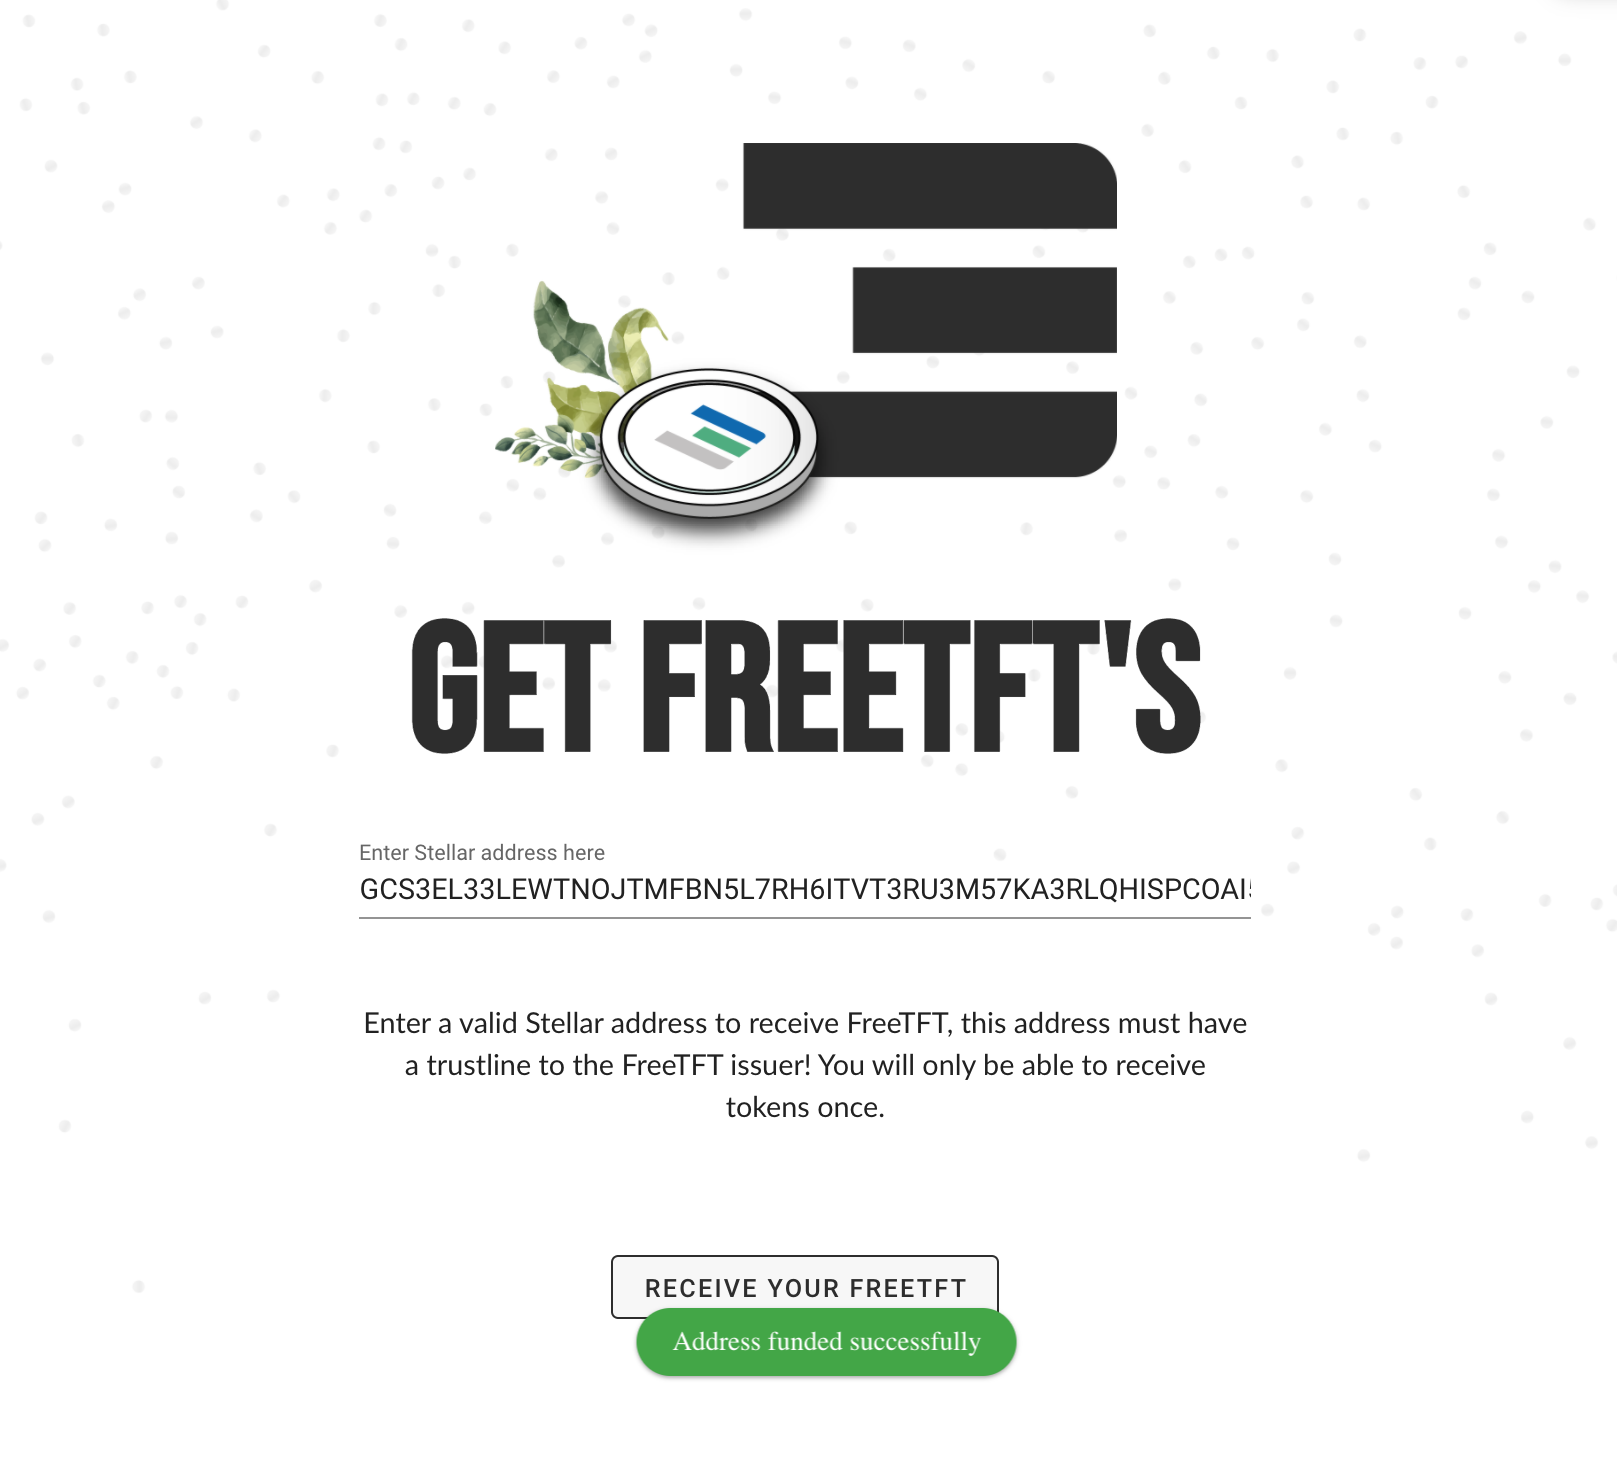 GET FREETFT'S
Enter Stellar address here
GCS3EL33LEWTNOJTMFBN5L7RH6ITVT3RU3M57KA3RLQHISPCOAI
Enter a valid Stellar address to receive FreeTFT, this address must have
a trustline to the FreeTFT issuer! You will only be able to receive
tokens once.
RECEIVE YOUR FREETFT
Address funded successfully